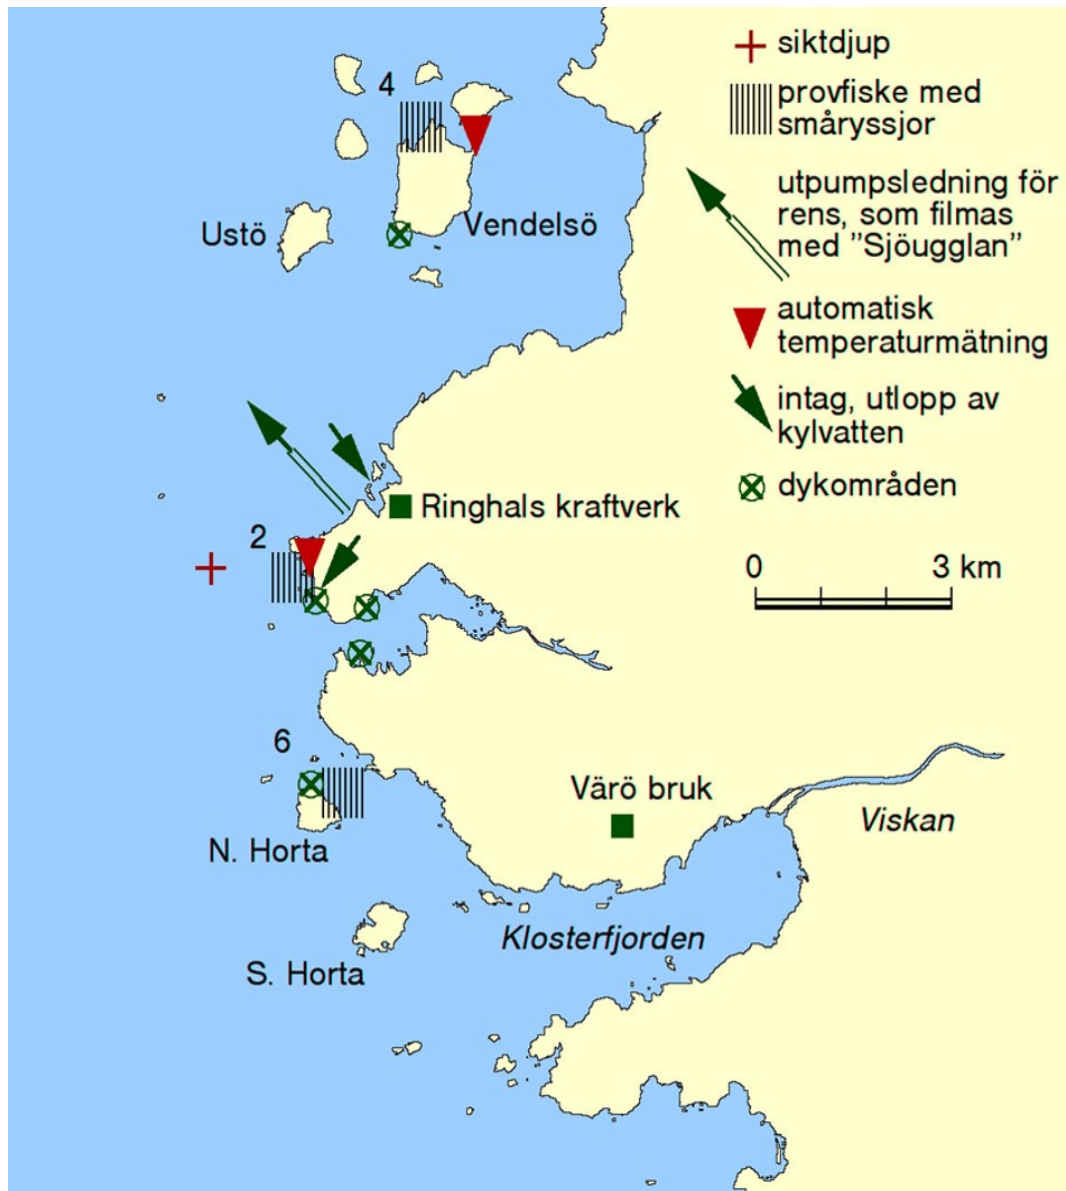 siktdjup
provfiske med
småryssjor
utpumpsledning för
rens, som filmas
med ”Sjöugglan”
automatisk
temperaturmätning
intag, utlopp av
kylvatten
dykområden
0 3 km
4
Ustö
Vendelsö
Ringhals kraftverk
2
6
Värö bruk
Viskan
N. Horta
Klosterfjorden
S. Horta